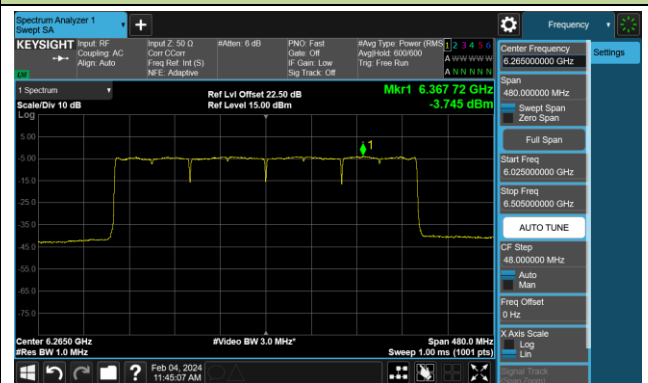 Spectrum Analyzer 1
Swept SA
Frequency
KEYSIGHT
Input: RF
Coupling: AC
Align: Auto
Input Z: 50 Ω
Corr CCorr
Freq Ref: Int (S)
NFE: Adaptive
#Atten: 6 dB
PNO: Fast
Gate: Off
IF Gain: Low
Sig Track: Off
#Avg Type: Power (RMS
Avg|Hold: 600/600
Trig: Free Run
1 2 3 4 5 6
A W W W W W
A N N N N N
LXI
1 Spectrum
Scale/Div 10 dB
Ref Lvl Offset 22.50 dB
Ref Level 15.00 dBm
Mkr1 6.367 72 GHz
-3.745 dBm
Log
5.00
-5.00
-15.0
-25.0
-35.0
-45.0
-55.0
-65.0
-75.0
1
Center 6.2650 GHz
#Res BW 1.0 MHz
#Video BW 3.0 MHz*
Span 480.0 MHz
Sweep 1.00 ms (1001 pts)
Feb 04, 2024
11:45:07 AM
Center Frequency
6.265000000 GHz
Settings
Span
480.000000 MHz
Swept Span
Zero Span
Full Span
Start Freq
6.025000000 GHz
Stop Freq
6.505000000 GHz
AUTO TUNE
CF Step
48.000000 MHz
Auto
Man
Freq Offset
0 Hz
X Axis Scale
Log
Lin
Signal Track
(Span Zoom)